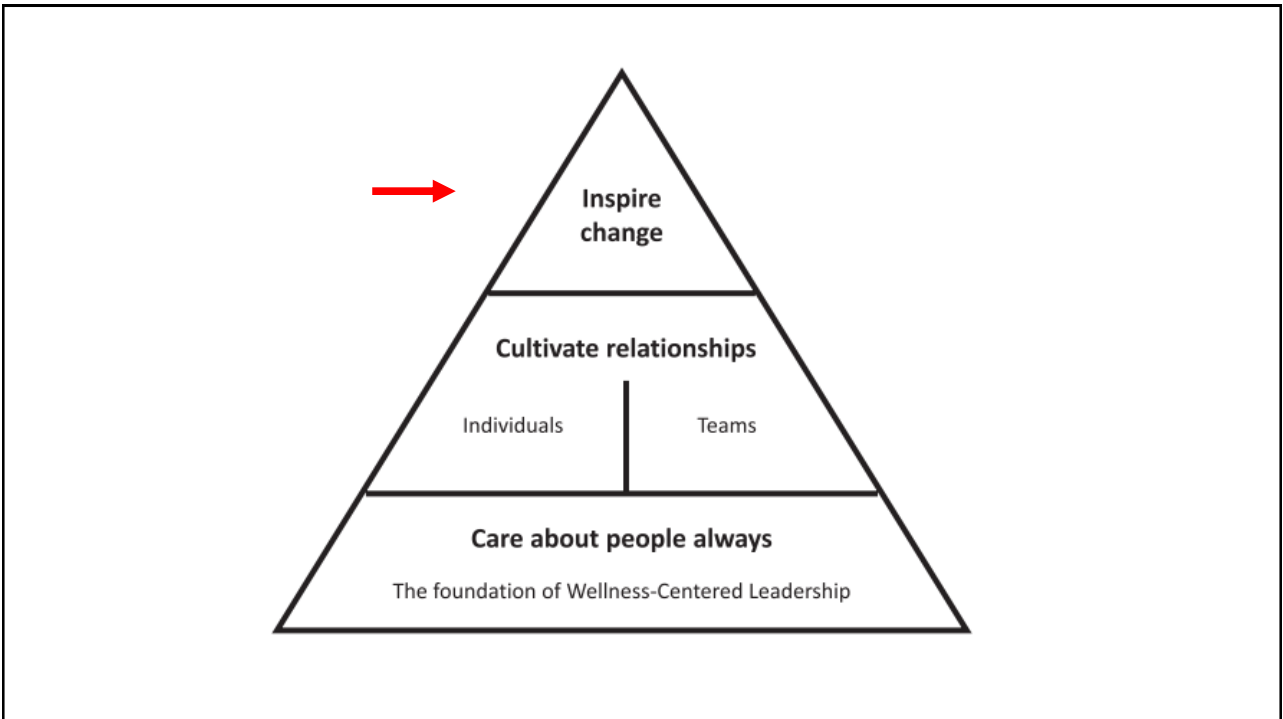 Inspire
change
Cultivate relationships
Individuals
Teams
Care about people always
The foundation of Wellness-Centered Leadership